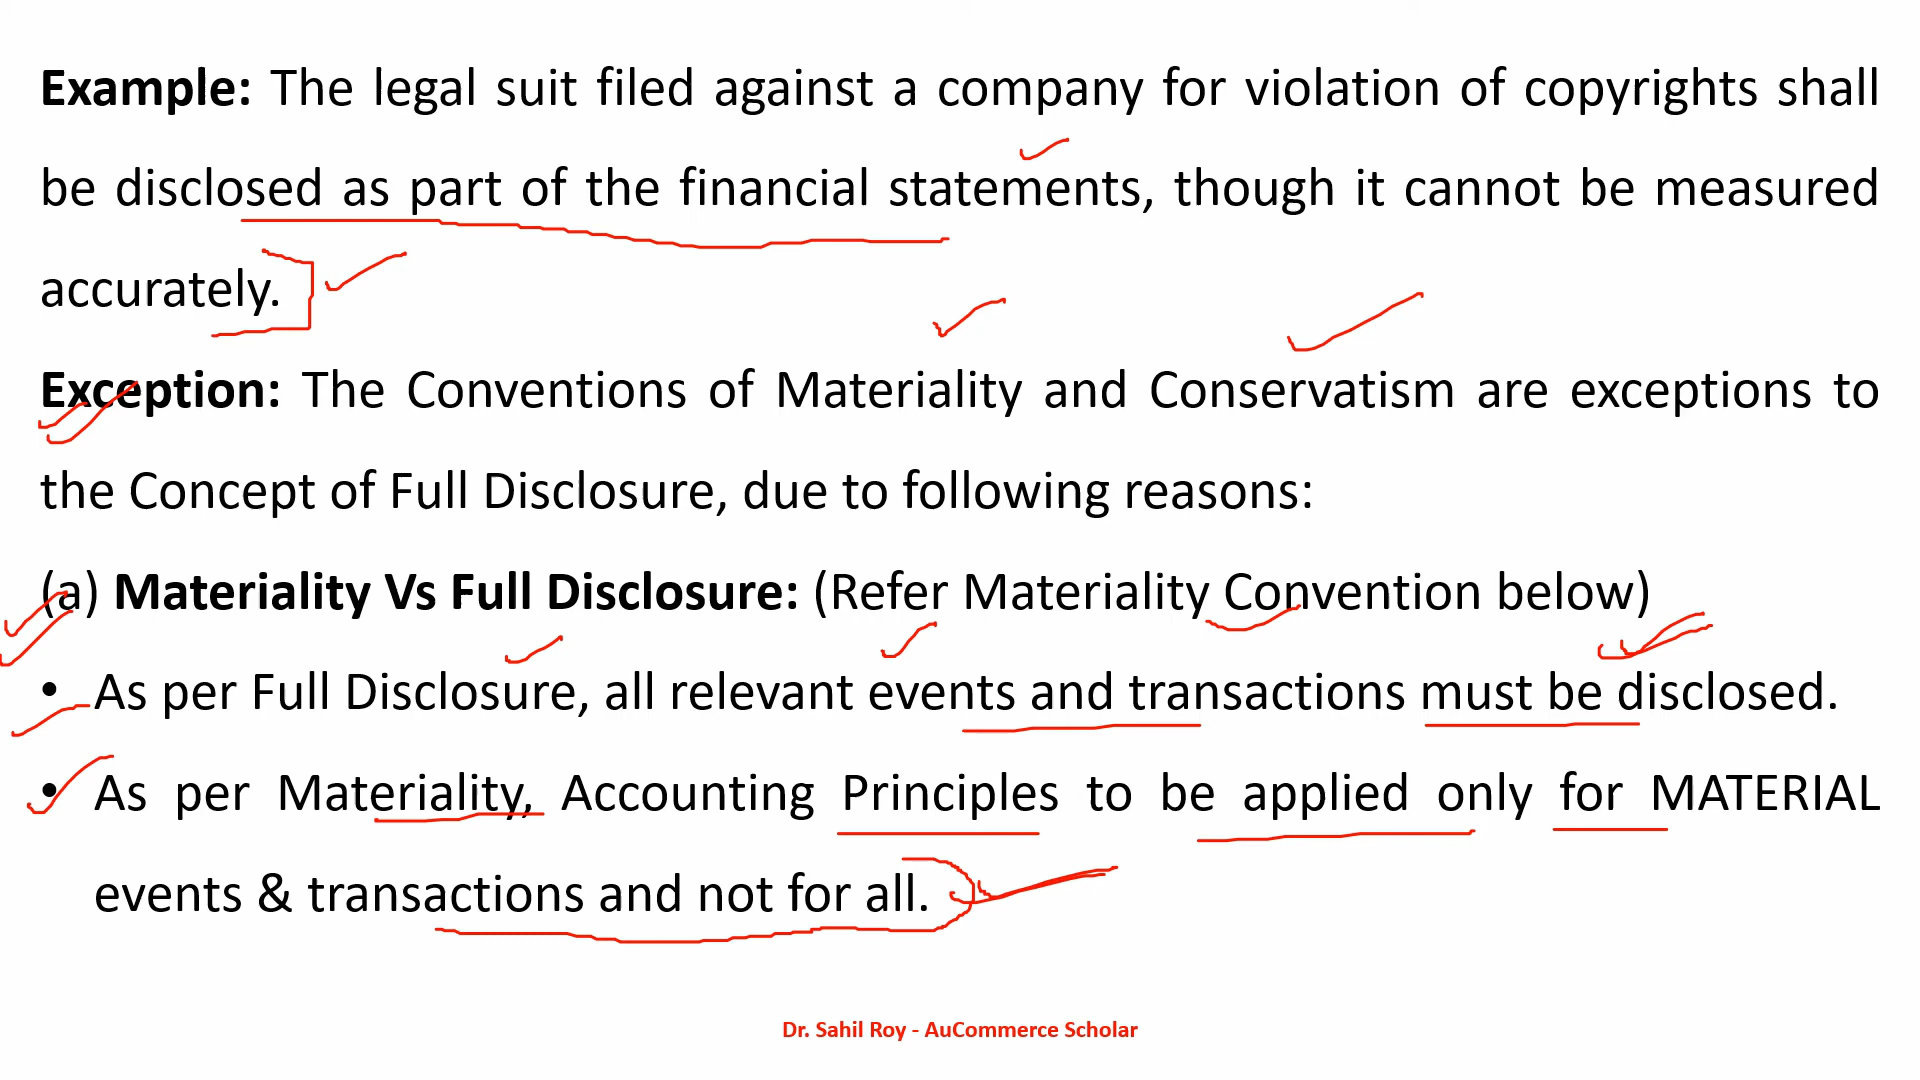 Example: The legal suit filed against a company for violation of copyrights shall
be disclosed as part of the financial statements, though it cannot be measured
accurately.
Exception: The Conventions of Materiality and Conservatism are exceptions to
the Concept of Full Disclosure, due to following reasons:
(a) Materiality Vs Full Disclosure: (Refer Materiality Convention below)
• As per Full Disclosure, all relevant events and transactions must be disclosed.
• As per Materiality, Accounting Principles to be applied only for MATERIAL
events & transactions and not for all.
Dr. Sahil Roy - AuCommerce Scholar